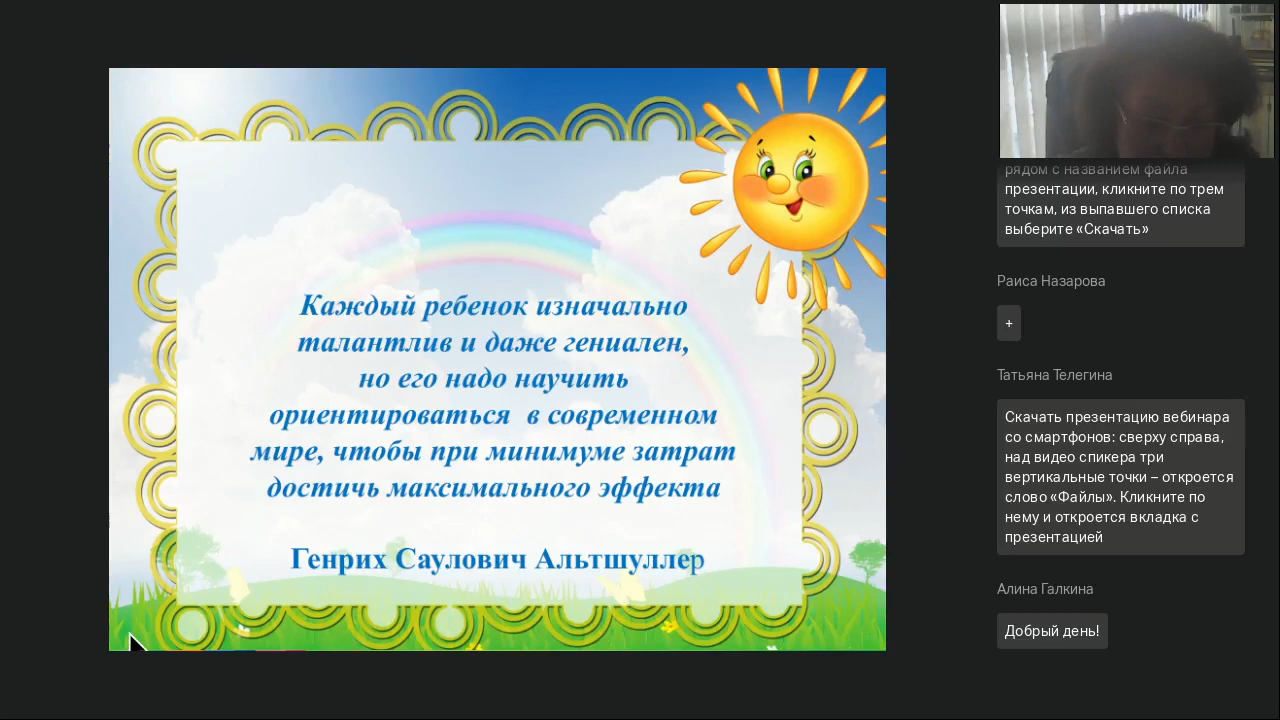 Каждый ребенок изначально
талантлив и даже гениален,
но его надо научить
ориентироваться в современном
мире, чтобы при минимуме затрат
достичь максимального эффекта
Генрих Саулович Альтшуллер
рядом с названием файла
презентации, кликните по трем
точкам, из выпавшего списка
выберите «Скачать»
Раиса Назарова
+
Татьяна Телегина
Скачать презентацию вебинара
со смартфонов: сверху справа,
над видео спикера три
вертикальные точки – откроется
слово «Файлы». Кликните по
нему и откроется вкладка с
презентацией
Алина Галкина
Добрый день!